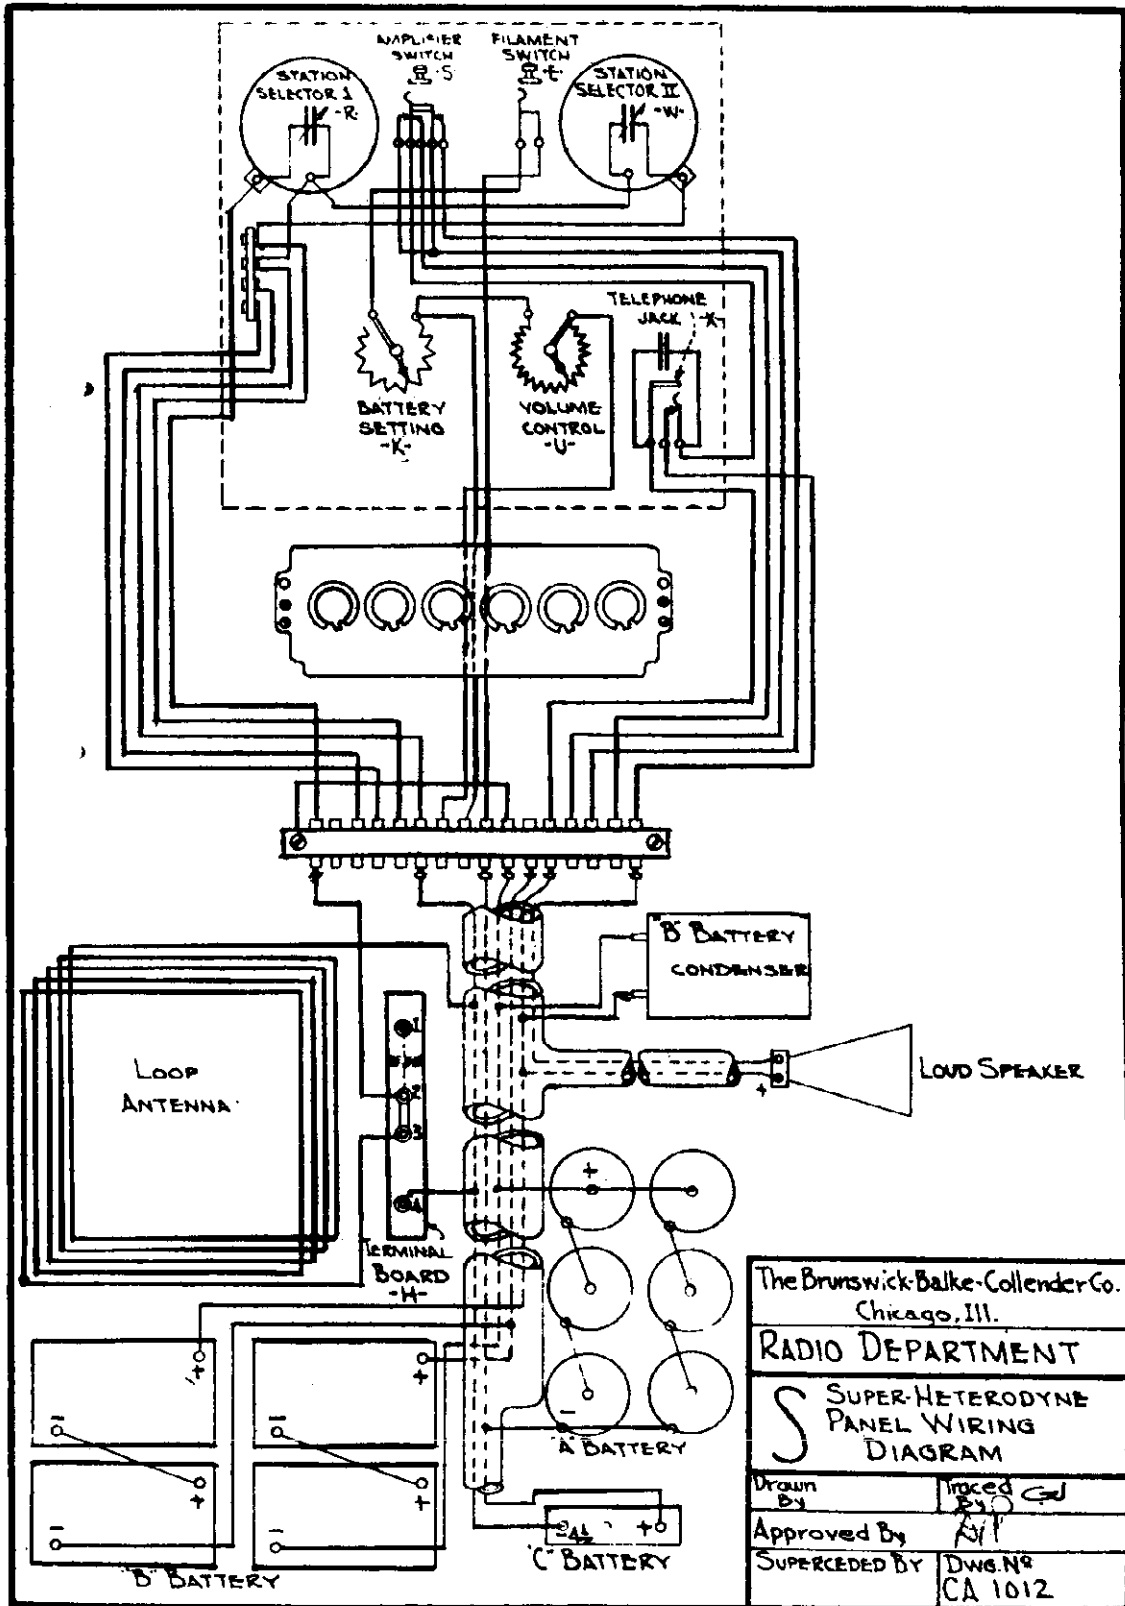 AMPLIFIER
SWITCH
-S-
FILAMENT
SWITCH
-t-
STATION
SELECTOR I
-R-
STATION
SELECTOR II
-W-
TELEPHONE
JACK -X-
BATTERY
SETTING
-K-
VOLUME
CONTROL
-U-
"B" BATTERY
CONDENSER
LOOP
ANTENNA
1
2
3
4
TERMINAL
BOARD
-H-
LOUD SPEAKER
+
+
-
"A" BATTERY
+
-
+
-
+
-
+
-
"B" BATTERY
-4½
+
"C" BATTERY
The Brunswick-Balke-Collender Co.
Chicago, Ill.
RADIO DEPARTMENT
S SUPER-HETERODYNE
PANEL WIRING
DIAGRAM
Drawn
By
Traced
By
Approved By
SUPERCEDED BY
DWG. Nº
CA 1012